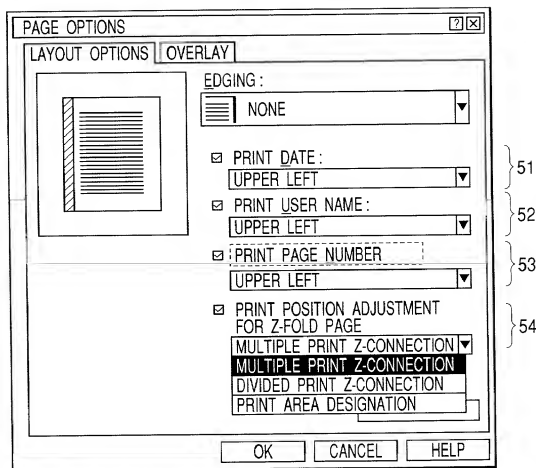 PAGE OPTIONS
LAYOUT OPTIONS
OVERLAY
EDGING :
NONE
PRINT DATE :
UPPER LEFT
51
PRINT USER NAME :
UPPER LEFT
52
PRINT PAGE NUMBER
UPPER LEFT
53
PRINT POSITION ADJUSTMENT
FOR Z-FOLD PAGE
54
MULTIPLE PRINT Z-CONNECTION
MULTIPLE PRINT Z-CONNECTION
DIVIDED PRINT Z-CONNECTION
PRINT AREA DESIGNATION
OK
CANCEL
HELP